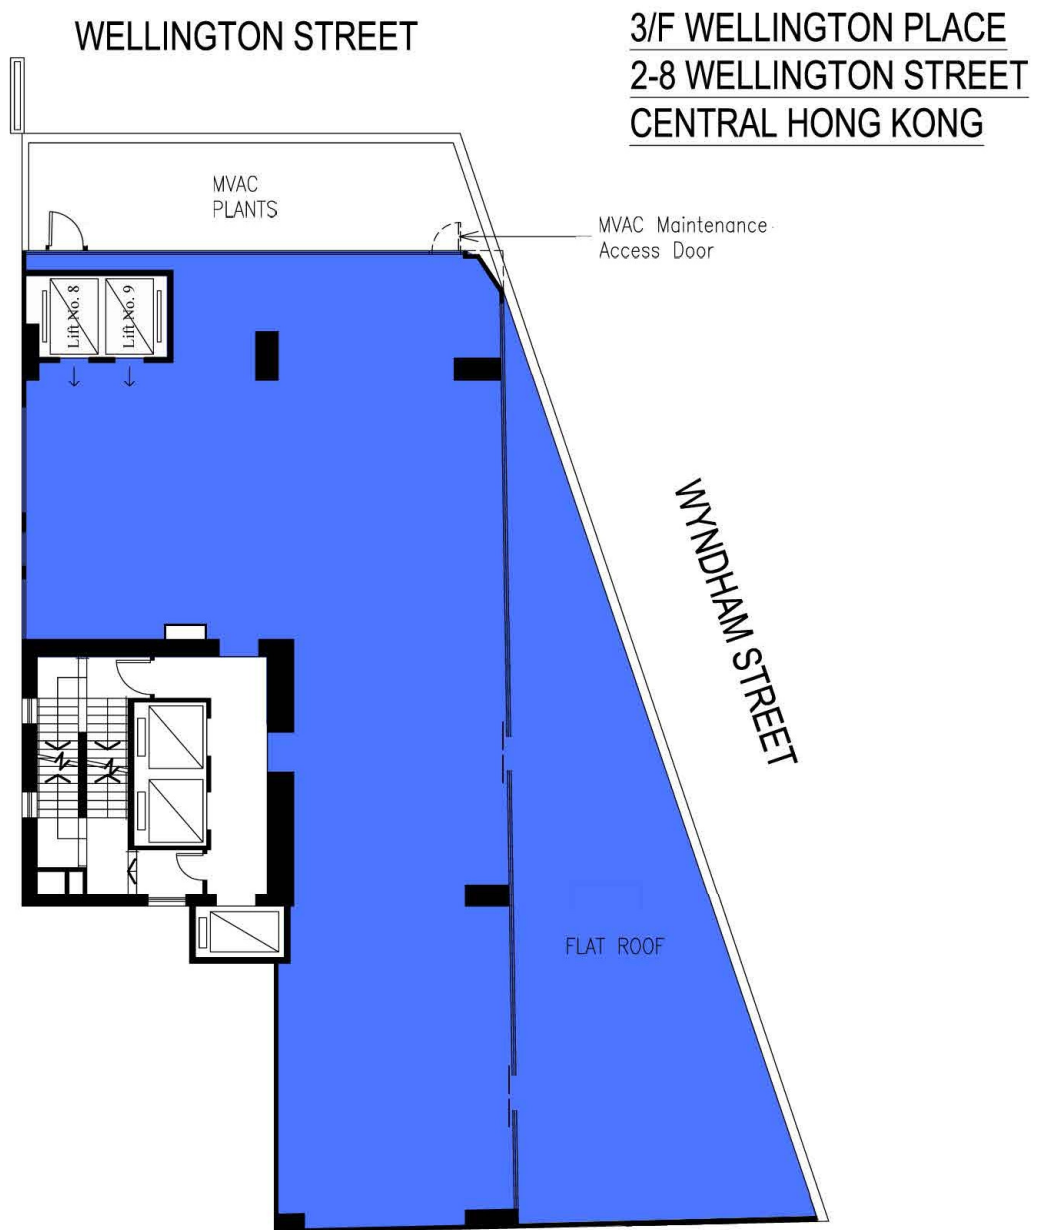 WELLINGTON STREET
3/F WELLINGTON PLACE
2-8 WELLINGTON STREET
CENTRAL HONG KONG
MVAC
PLANTS
MVAC Maintenance
Access Door
Lift No. 8
Lift No. 9
WYNDHAM STREET
FLAT ROOF